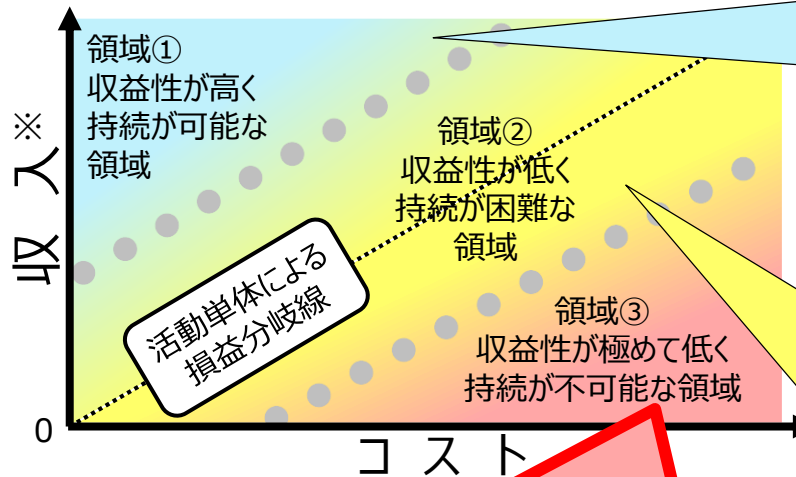 領域①
収益性が高く
持続が可能な
領域
収入※
領域②
収益性が低く
持続が困難な
領域
活動単体による
損益分岐線
領域③
収益性が極めて低く
持続が不可能な領域
0
コスト